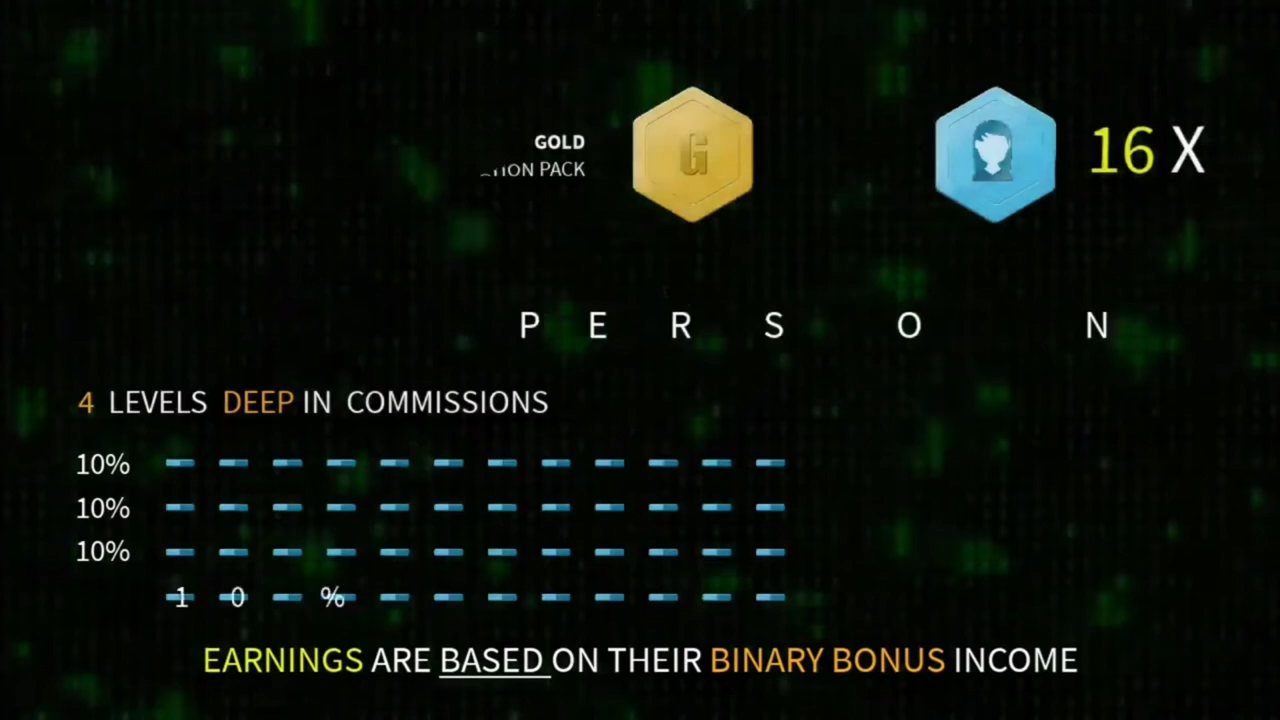 GOLD
PACK
G
16 X
P E R S O N
4 LEVELS DEEP IN COMMISSIONS
10%
10%
10%
1 0 %
EARNINGS ARE BASED ON THEIR BINARY BONUS INCOME